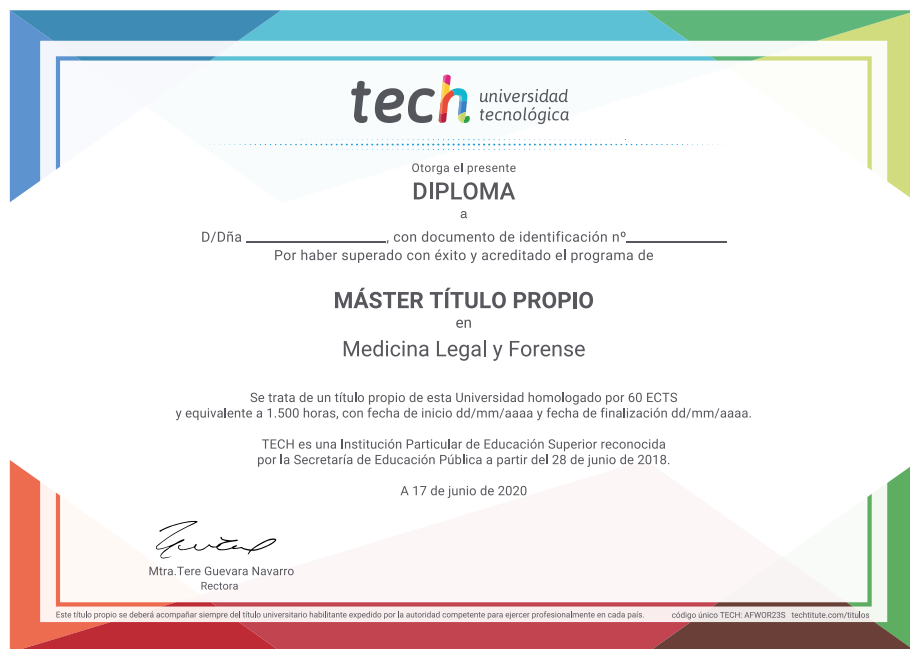 tech universidad
tecnológica
Otorga el presente
DIPLOMA
a
D/Dña ______________, con documento de identificación nº__________
Por haber superado con éxito y acreditado el programa de
MÁSTER TÍTULO PROPIO
en
Medicina Legal y Forense
Se trata de un título propio de esta Universidad homologado por 60 ECTS
y equivalente a 1.500 horas, con fecha de inicio dd/mm/aaaa y fecha de finalización dd/mm/aaaa.
TECH es una Institución Particular de Educación Superior reconocida
por la Secretaría de Educación Pública a partir del 28 de junio de 2018.
A 17 de junio de 2020
Mtra.Tere Guevara Navarro
Rectora
Este título propio se deberá acompañar siempre del título universitario habilitante expedido por la autoridad competente para ejercer profesionalmente en cada país. código único TECH: AFWOR23S techtitute.com/titulos